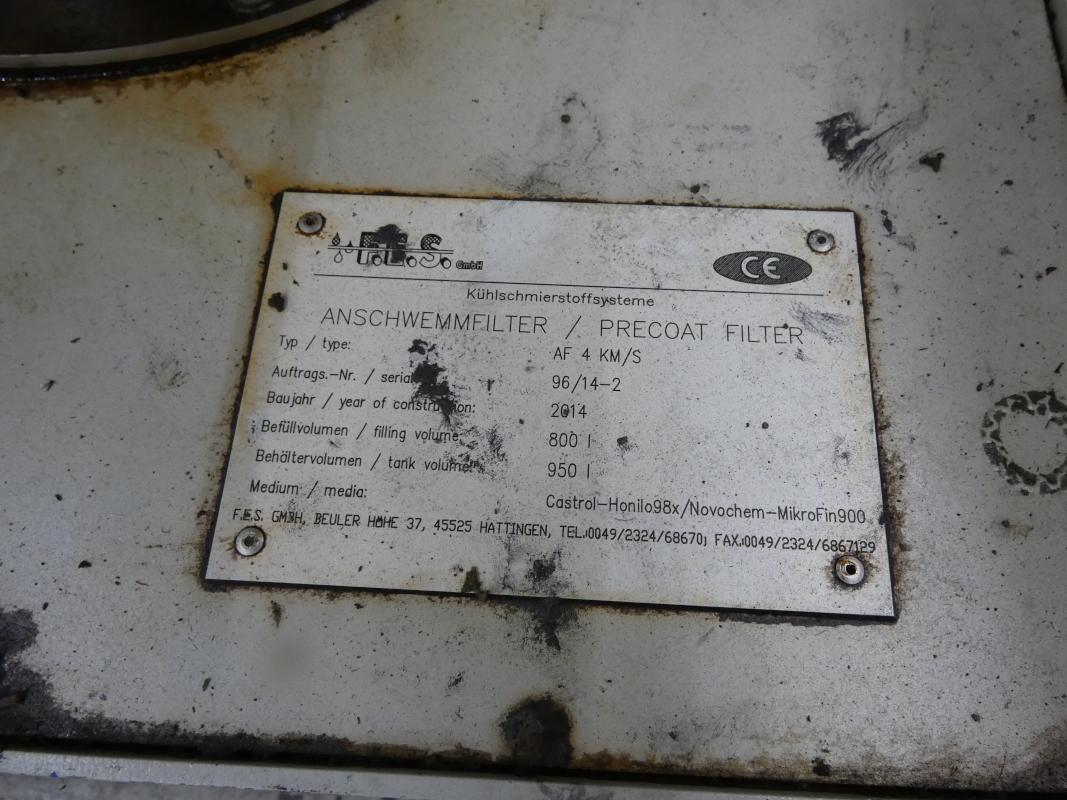 F.E.S. GmbH
CE
Kühlschmierstoffsysteme
ANSCHWEMMFILTER / PRECOAT FILTER
Typ / type: AF 4 KM/S
Auftrags.-Nr. / serial 96/14-2
Baujahr / year of construction: 2014
Befüllvolumen / filling volume: 800 l
Behältervolumen / tank volume: 950 l
Medium / media: Castrol-Honilo98x/Novochem-MikroFin900
F.E.S. GMBH, BEULER HÖHE 37, 45525 HATTINGEN, TEL.:0049/2324/68670; FAX.:0049/2324/6867129